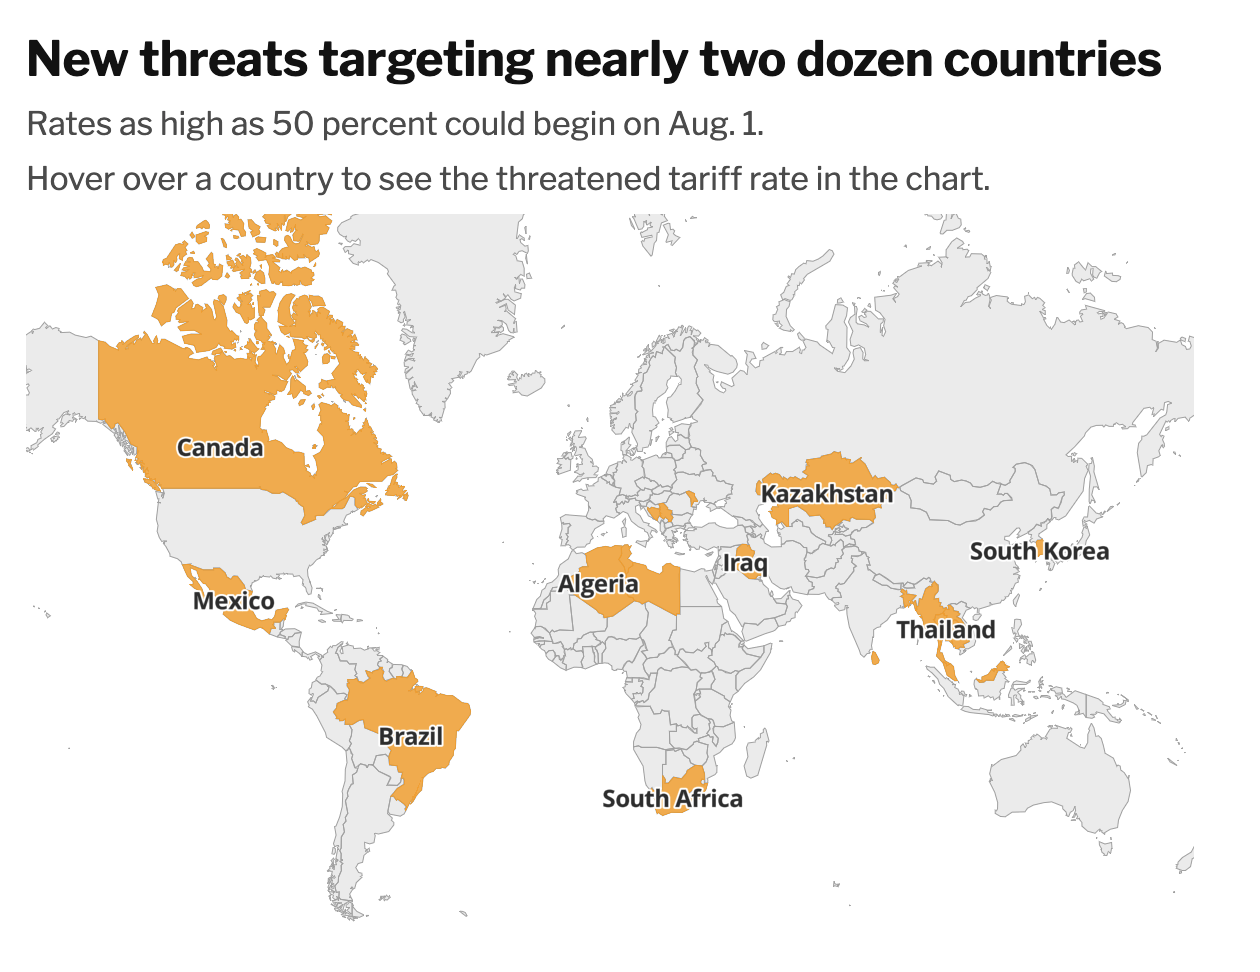 New threats targeting nearly two dozen countries
Rates as high as 50 percent could begin on Aug. 1.
Hover over a country to see the threatened tariff rate in the chart.
Canada
Kazakhstan
South Korea
Iraq
Algeria
Mexico
Thailand
Brazil
South Africa